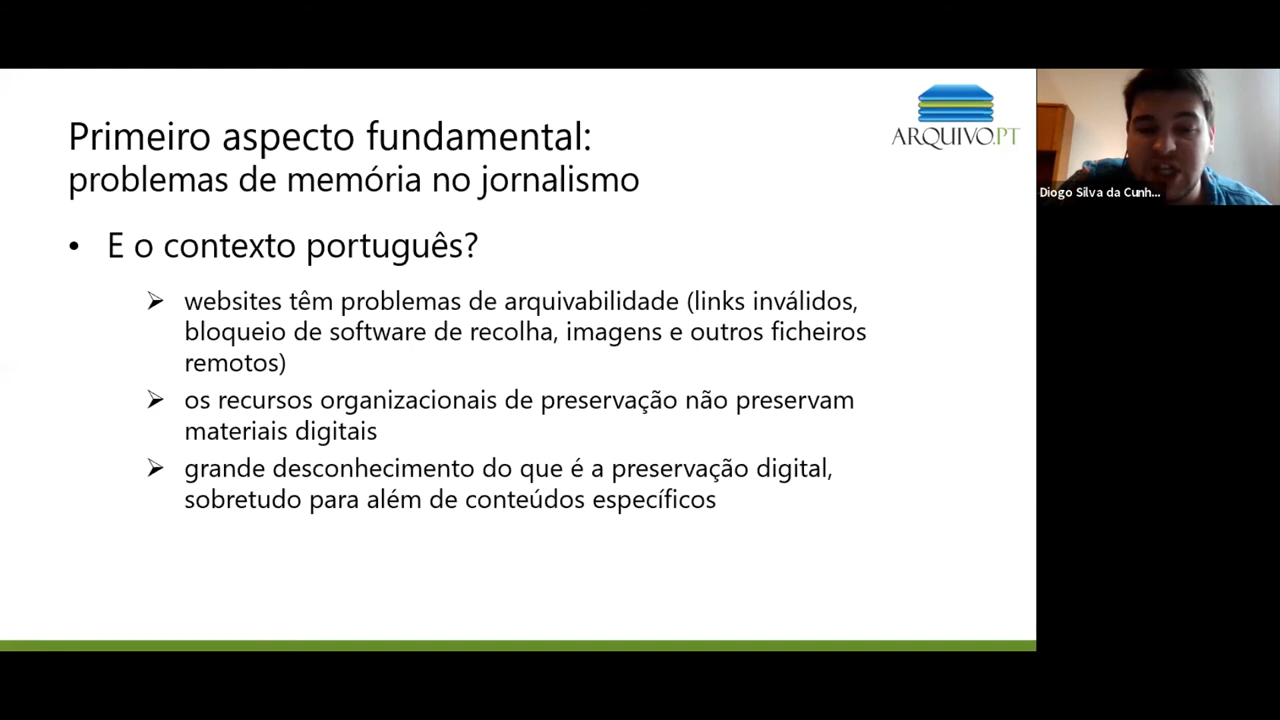 ARQUIVO.PT
Primeiro aspecto fundamental:
problemas de memória no jornalismo
• E o contexto português?
➢ websites têm problemas de arquivabilidade (links inválidos,
bloqueio de software de recolha, imagens e outros ficheiros
remotos)
➢ os recursos organizacionais de preservação não preservam
materiais digitais
➢ grande desconhecimento do que é a preservação digital,
sobretudo para além de conteúdos específicos
Diogo Silva da Cunh...